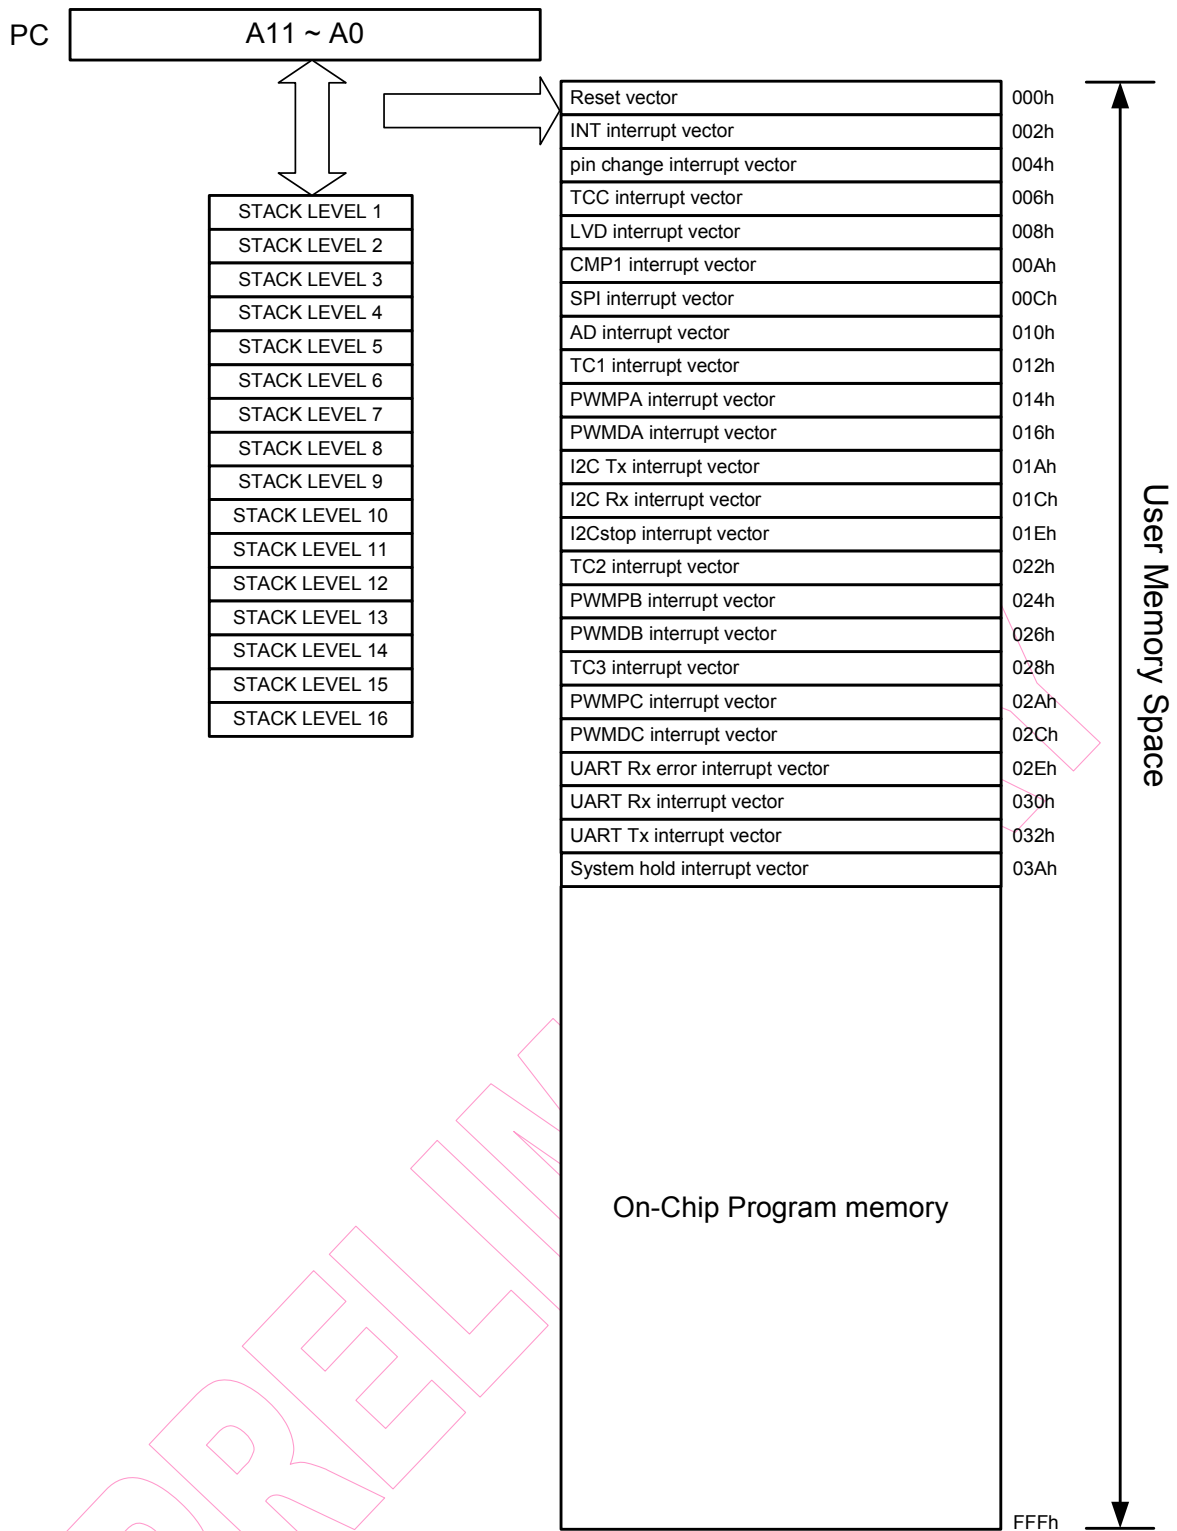 PC
A11 ~ A0
STACK LEVEL 1
STACK LEVEL 2
STACK LEVEL 3
STACK LEVEL 4
STACK LEVEL 5
STACK LEVEL 6
STACK LEVEL 7
STACK LEVEL 8
STACK LEVEL 9
STACK LEVEL 10
STACK LEVEL 11
STACK LEVEL 12
STACK LEVEL 13
STACK LEVEL 14
STACK LEVEL 15
STACK LEVEL 16
Reset vector 000h
INT interrupt vector 002h
pin change interrupt vector 004h
TCC interrupt vector 006h
LVD interrupt vector 008h
CMP1 interrupt vector 00Ah
SPI interrupt vector 00Ch
AD interrupt vector 010h
TC1 interrupt vector 012h
PWMPA interrupt vector 014h
PWMDA interrupt vector 016h
I2C Tx interrupt vector 01Ah
I2C Rx interrupt vector 01Ch
I2Cstop interrupt vector 01Eh
TC2 interrupt vector 022h
PWMPB interrupt vector 024h
PWMDB interrupt vector 026h
TC3 interrupt vector 028h
PWMPC interrupt vector 02Ah
PWMDC interrupt vector 02Ch
UART Rx error interrupt vector 02Eh
UART Rx interrupt vector 030h
UART Tx interrupt vector 032h
System hold interrupt vector 03Ah
On-Chip Program memory
FFFh
User Memory Space